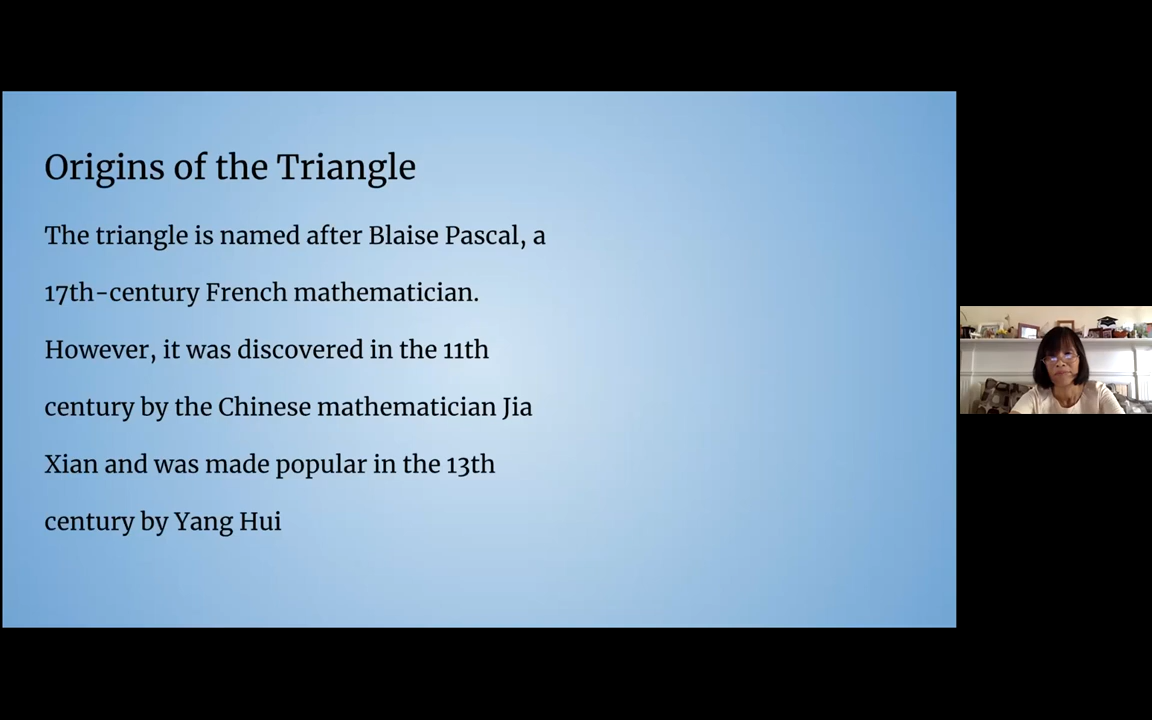 Origins of the Triangle
The triangle is named after Blaise Pascal, a
17th-century French mathematician.
However, it was discovered in the 11th
century by the Chinese mathematician Jia
Xian and was made popular in the 13th
century by Yang Hui